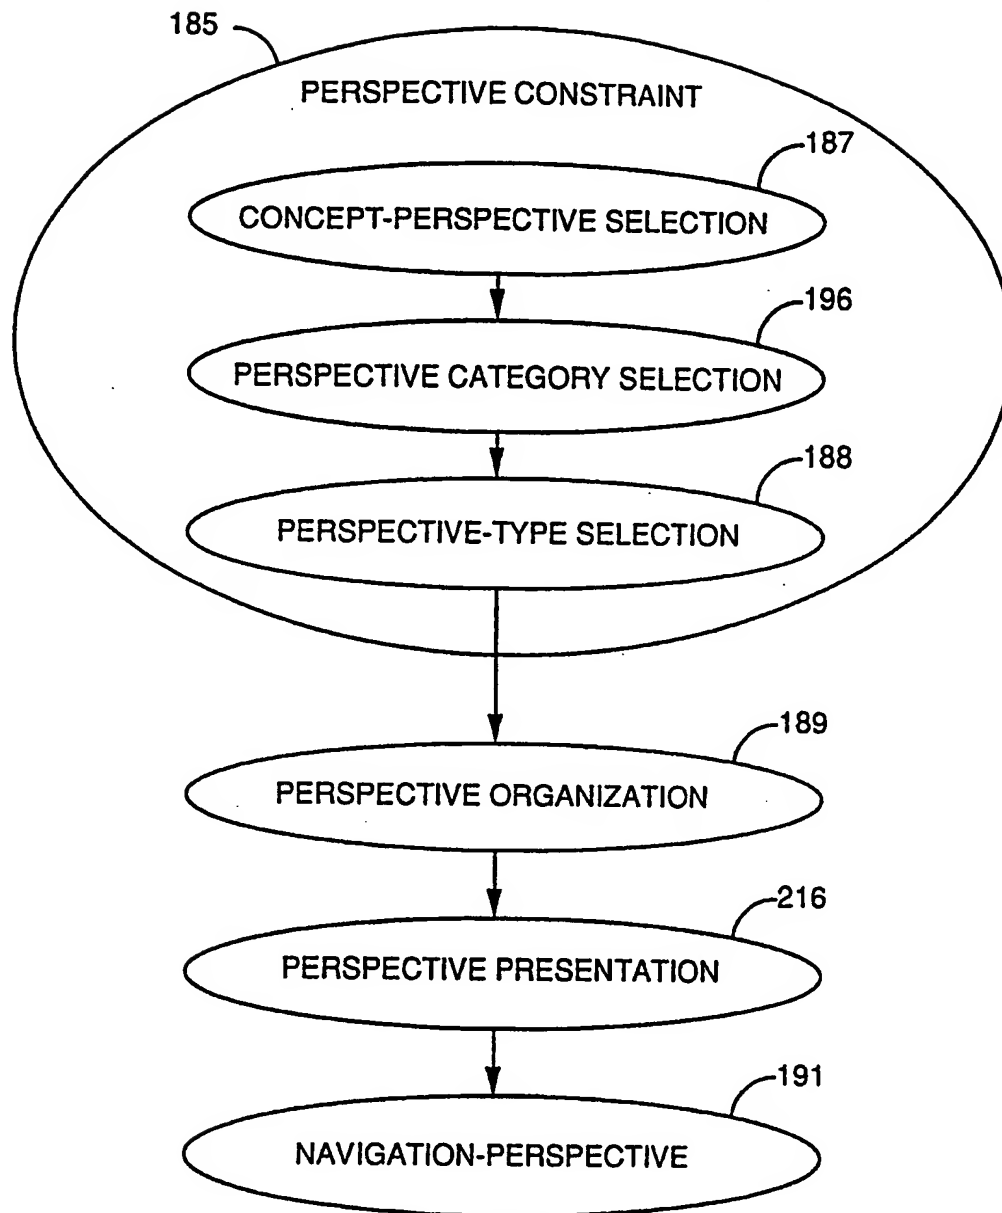 185
PERSPECTIVE CONSTRAINT
187
CONCEPT-PERSPECTIVE SELECTION
196
PERSPECTIVE CATEGORY SELECTION
188
PERSPECTIVE-TYPE SELECTION
189
PERSPECTIVE ORGANIZATION
216
PERSPECTIVE PRESENTATION
191
NAVIGATION-PERSPECTIVE